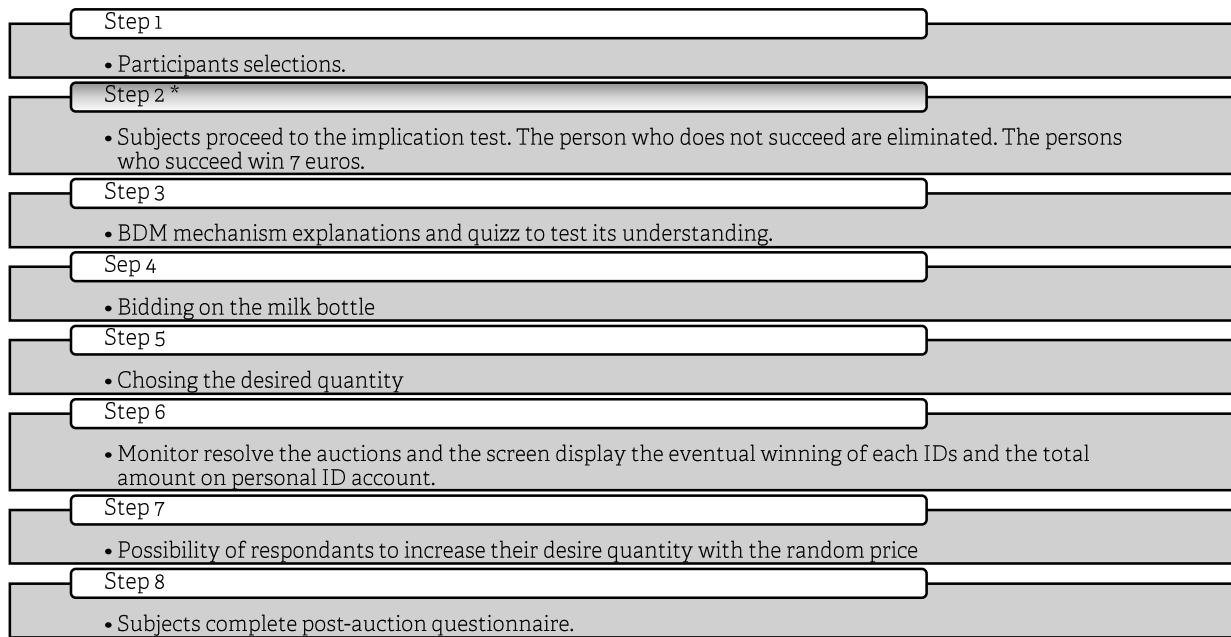 Step 1
• Participants selections.
Step 2 *
• Subjects proceed to the implication test. The person who does not succeed are eliminated. The persons
who succeed win 7 euros.
Step 3
• BDM mechanism explanations and quizz to test its understanding.
Sep 4
• Bidding on the milk bottle
Step 5
• Chosing the desired quantity
Step 6
• Monitor resolve the auctions and the screen display the eventual winning of each IDs and the total
amount on personal ID account.
Step 7
• Possibility of respondants to increase their desire quantity with the random price
Step 8
• Subjects complete post-auction questionnaire.